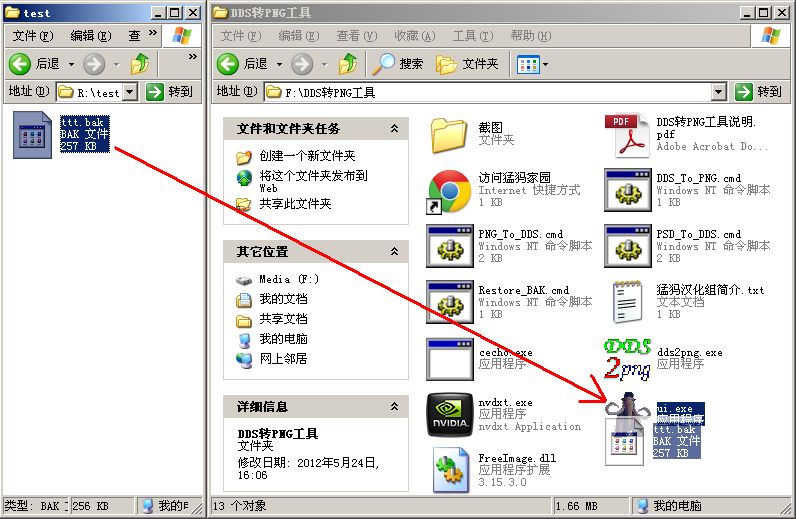 test
文件(F) 编辑(E) 查 »
后退 »
地址(D) R:\test 转到
ttt.bak
BAK 文件
257 KB
类型: BAK 256 KB 我的
DDS转PNG工具
文件(F) 编辑(E) 查看(V) 收藏(A) 工具(T) 帮助(H)
后退 搜索 文件夹
地址(D) F:\DDS转PNG工具 转到
文件和文件夹任务
创建一个新文件夹
将这个文件夹发布到
Web
共享此文件夹
其它位置
Media (F:)
我的文档
共享文档
我的电脑
网上邻居
详细信息
DDS转PNG工具
文件夹
修改日期: 2012年5月24日,
16:06
截图
文件夹
PDF
DDS转PNG工具说明.
pdf
Adobe Acrobat Do...
访问猛犸家园
Internet 快捷方式
1 KB
DDS_To_PNG.cmd
Windows NT 命令脚本
1 KB
PNG_To_DDS.cmd
Windows NT 命令脚本
2 KB
PSD_To_DDS.cmd
Windows NT 命令脚本
2 KB
Restore_BAK.cmd
Windows NT 命令脚本
1 KB
猛犸汉化组简介.txt
文本文档
1 KB
cecho.exe
应用程序
DDS
2png
dds2png.exe
应用程序
NVIDIA.
nvdxt.exe
应用程序
nvdxt Application
ui.exe
应用程序
ttt.bak
BAK 文件
257 KB
FreeImage.dll
应用程序扩展
3.15.3.0
13 个对象 1.66 MB 我的电脑